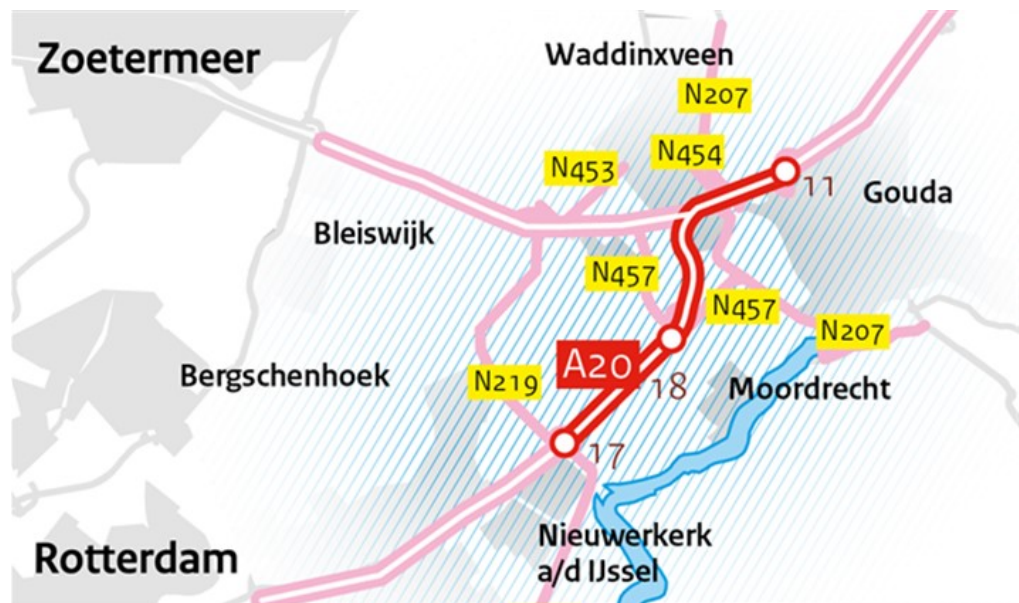 Zoetermeer
Waddinxveen
N207
N454
N453
11
Gouda
Bleiswijk
N457
N457
N207
A20
Bergschenhoek
N219
18
Moordrecht
17
Nieuwerkerk
a/d IJssel
Rotterdam